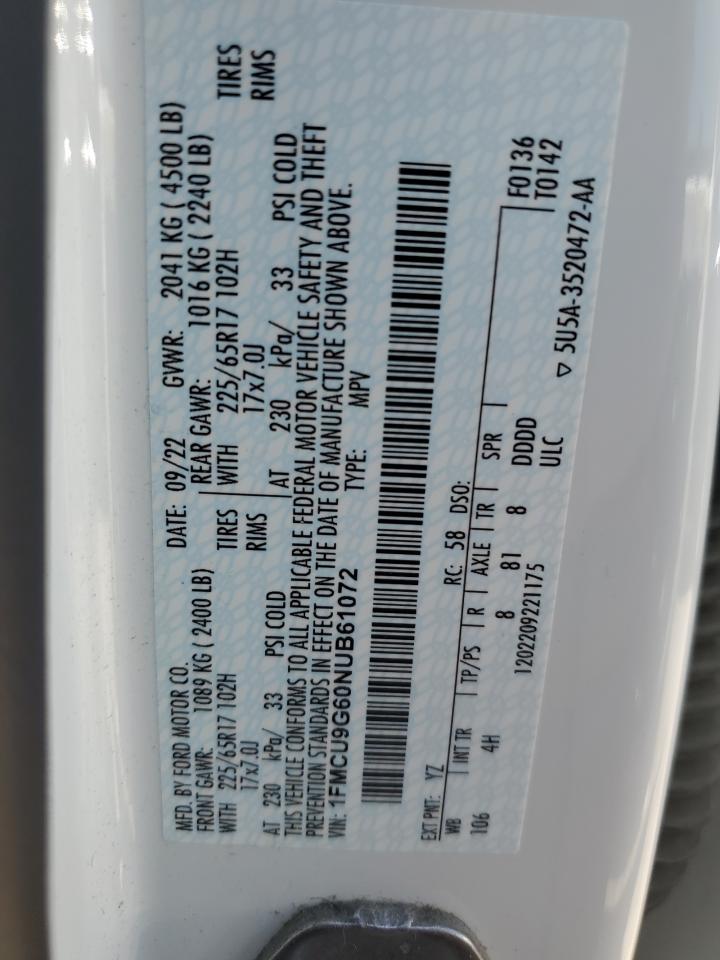 MFD. BY FORD MOTOR CO.
DATE: 09/22 GVWR: 2041 KG ( 4500 LB)
FRONT GAWR: 1089 KG ( 2400 LB)
REAR GAWR: 1016 KG ( 2240 LB)
WITH 225/65R17 102H TIRES
WITH 225/65R17 102H TIRES
17x7.0J RIMS
17x7.0J RIMS
AT 230 kPa/ 33 PSI COLD
AT 230 kPa/ 33 PSI COLD
THIS VEHICLE CONFORMS TO ALL APPLICABLE FEDERAL MOTOR VEHICLE SAFETY AND THEFT
PREVENTION STANDARDS IN EFFECT ON THE DATE OF MANUFACTURE SHOWN ABOVE.
VIN: 1FMCU9G60NUB61072 TYPE: MPV
EXT PNT: YZ RC: 58 DSO:
WB INT TR TP/PS R AXLE TR SPR
F0136
T0142
106 4H 8 81 8 DDDD
1202209221175 ULC
▽ 5U5A-3520472-AA